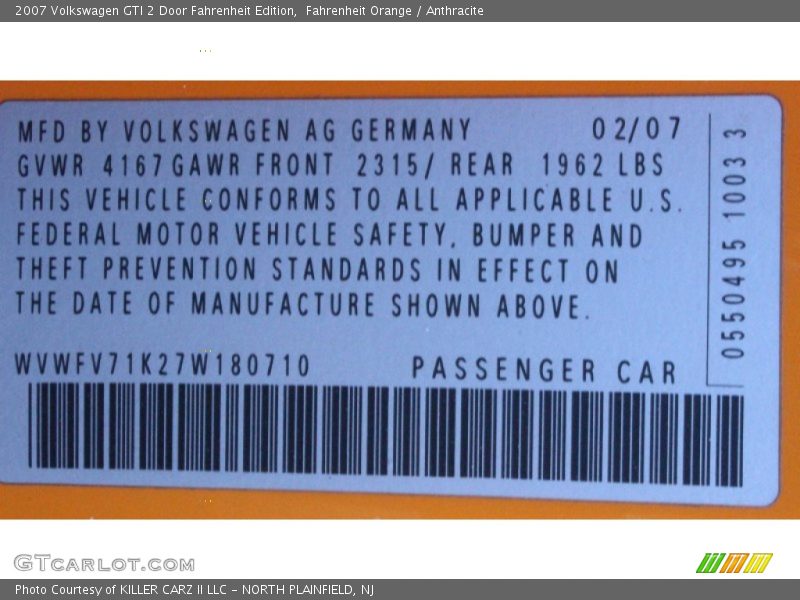 2007 Volkswagen GTI 2 Door Fahrenheit Edition,  Fahrenheit Orange / Anthracite
MFD BY VOLKSWAGEN AG GERMANY 02/07
GVWR 4167 GAWR FRONT 2315/ REAR 1962 LBS
THIS VEHICLE CONFORMS TO ALL APPLICABLE U.S.
FEDERAL MOTOR VEHICLE SAFETY, BUMPER AND
THEFT PREVENTION STANDARDS IN EFFECT ON
THE DATE OF MANUFACTURE SHOWN ABOVE.
WVWFV71K27W180710 PASSENGER CAR
0550495 1003 3
GTCARLOT.COM
Photo Courtesy of KILLER CARZ II LLC - NORTH PLAINFIELD, NJ